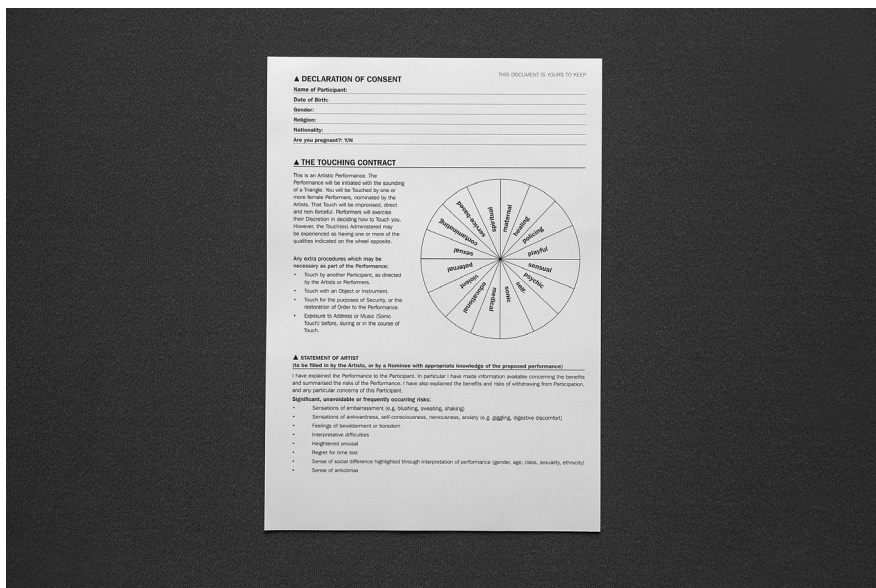 THIS DOCUMENT IS YOURS TO KEEP
▲ DECLARATION OF CONSENT
Name of Participant:
Date of Birth:
Gender:
Religion:
Nationality:
Are you pregnant?: Y/N
▲ THE TOUCHING CONTRACT
This is an Artistic Performance. The
Performance will be initiated with the sounding
of a Triangle. You will be Touched by one or
more female Performers, nominated by the
Artists. That Touch will be improvised, direct
and non-forceful. Performers will exercise
their Discretion in deciding how to Touch you.
However, the Touch(es) Administered may
be experienced as having one or more of the
qualities indicated on the wheel opposite.
Any extra procedures which may be
necessary as part of the Performance:
• Touch by another Participant, as directed
by the Artists or Performers.
• Touch with an Object or Instrument.
• Touch for the purposes of Security, or the
restoration of Order to the Performance.
• Exposure to Address or Music (Sonic
Touch) before, during or in the course of
Touch.
maternal
healing
policing
playful
sensual
psychic
self-
sonic
medical
educational
violent
paternal
sexual
contaminating
service-based
spiritual
▲ STATEMENT OF ARTIST
(to be filled in by the Artists, or by a Nominee with appropriate knowledge of the proposed performance)
I have explained the Performance to the Participant. In particular I have made information available concerning the benefits
and summarised the risks of the Performance. I have also explained the benefits and risks of withdrawing from Participation,
and any particular concerns of this Participant.
Significant, unavoidable or frequently occurring risks:
• Sensations of embarrassment (e.g. blushing, sweating, shaking)
• Sensations of awkwardness, self-consciousness, nervousness, anxiety (e.g. giggling, digestive discomfort)
• Feelings of bewilderment or boredom
• Interpretative difficulties
• Heightened arousal
• Regret for time lost
• Sense of social difference highlighted through interpretation of performance (gender, age, class, sexuality, ethnicity)
• Sense of anticlimax